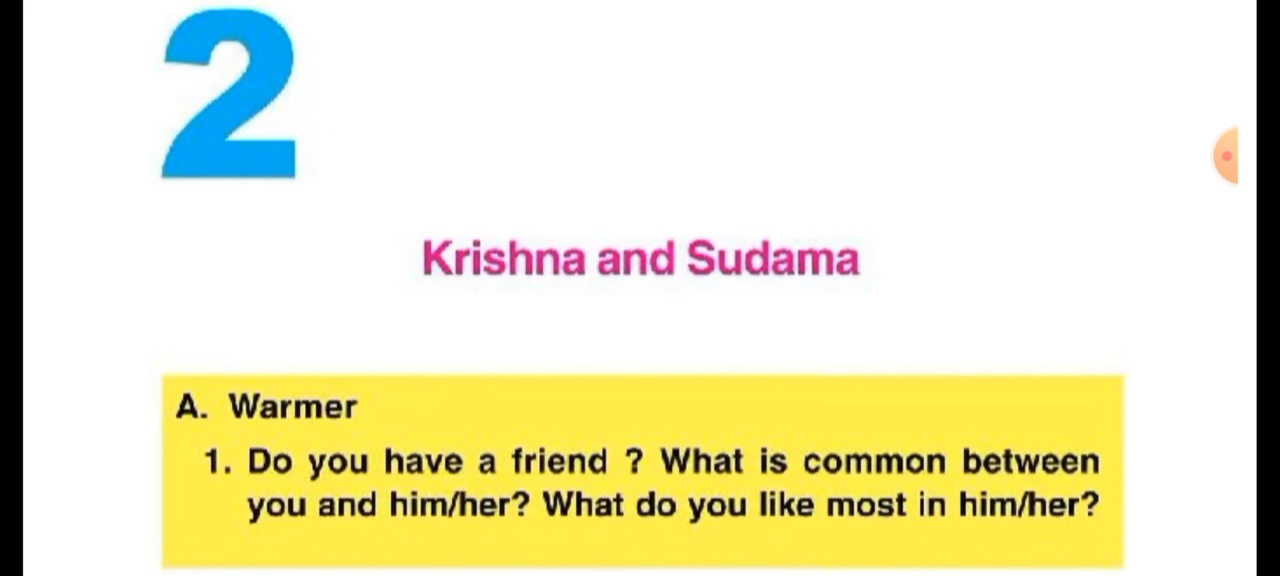 2
Krishna and Sudama
A. Warmer
1. Do you have a friend ? What is common between
you and him/her? What do you like most in him/her?